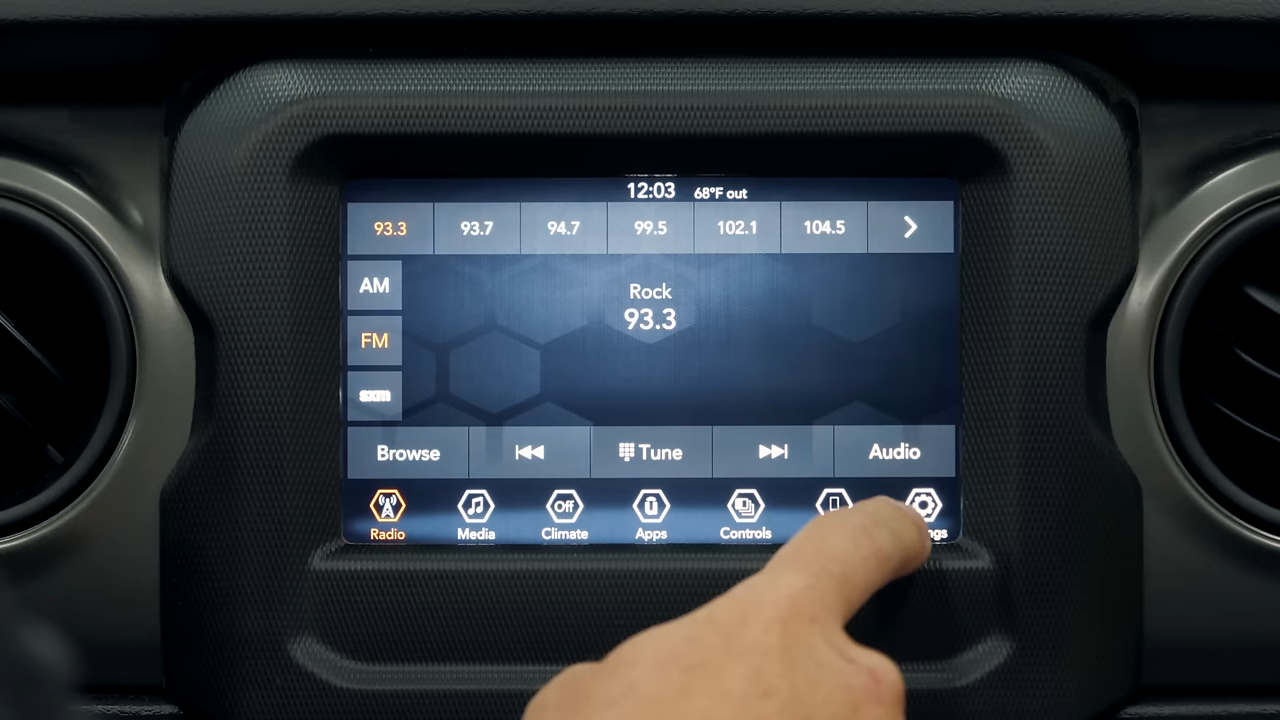 12:03 68°F out
93.3 93.7 94.7 99.5 102.1 104.5
AM
Rock
FM
93.3
sxm
Browse Tune Audio
Off
Radio Media Climate Apps Controls